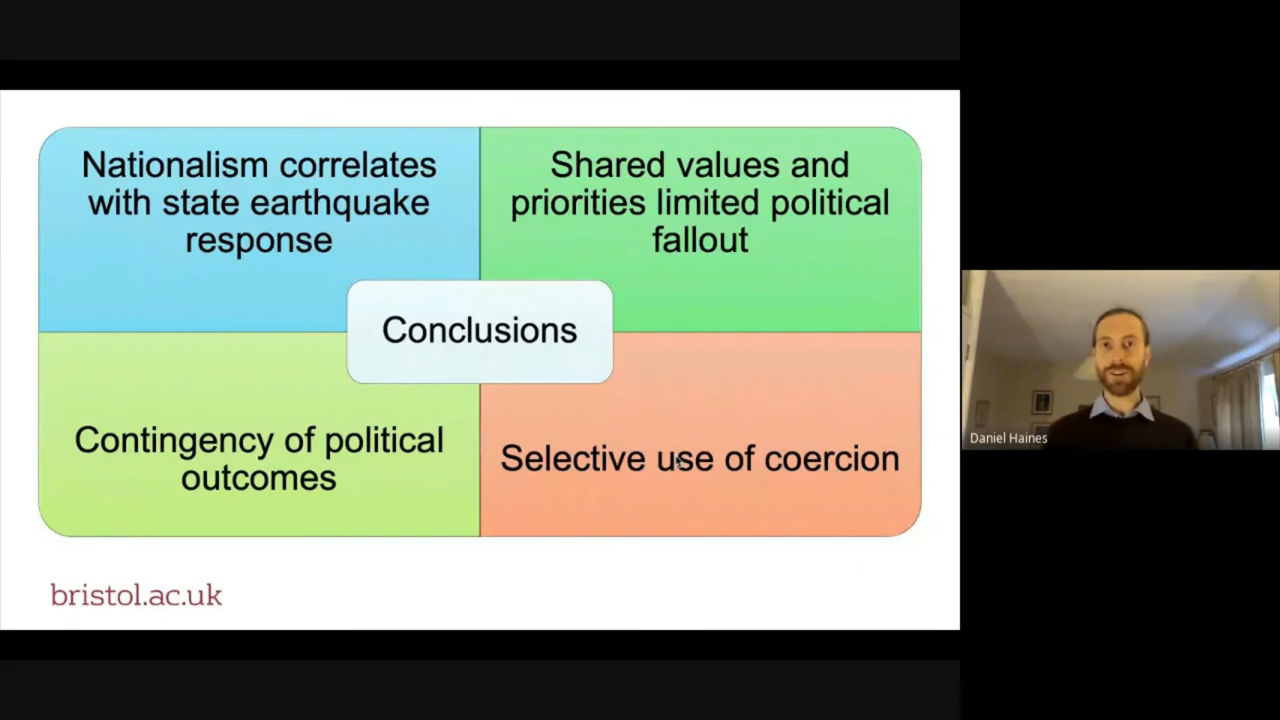 Nationalism correlates
with state earthquake
response
Shared values and
priorities limited political
fallout
Conclusions
Contingency of political
outcomes
Selective use of coercion
bristol.ac.uk
Daniel Haines